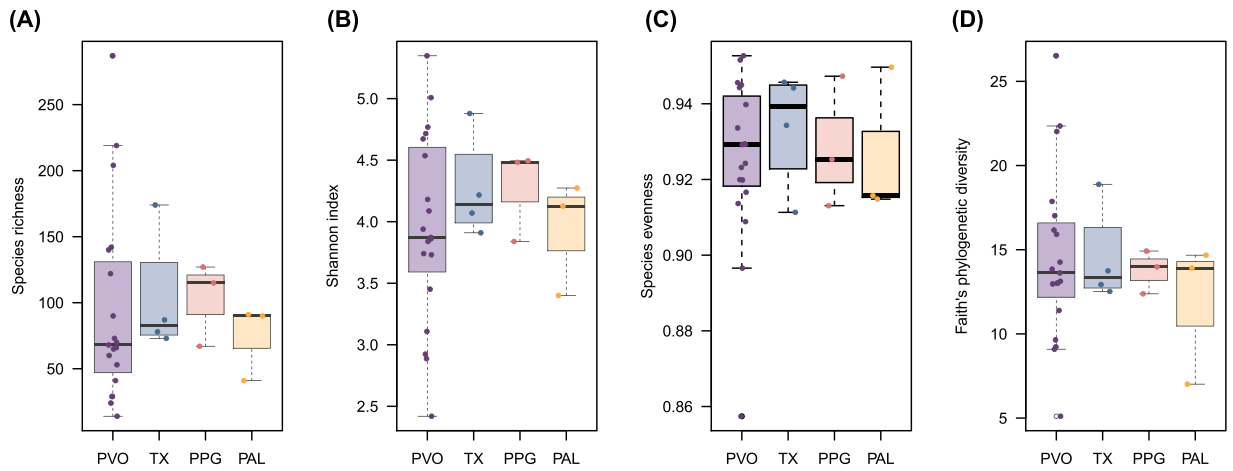 (A)
Species richness
250
200
150
100
50
PVO TX PPG PAL
(B)
Shannon index
5.0
4.5
4.0
3.5
3.0
2.5
PVO TX PPG PAL
(C)
Species evenness
0.94
0.92
0.90
0.88
0.86
PVO TX PPG PAL
(D)
Faith's phylogenetic diversity
25
20
15
10
5
PVO TX PPG PAL